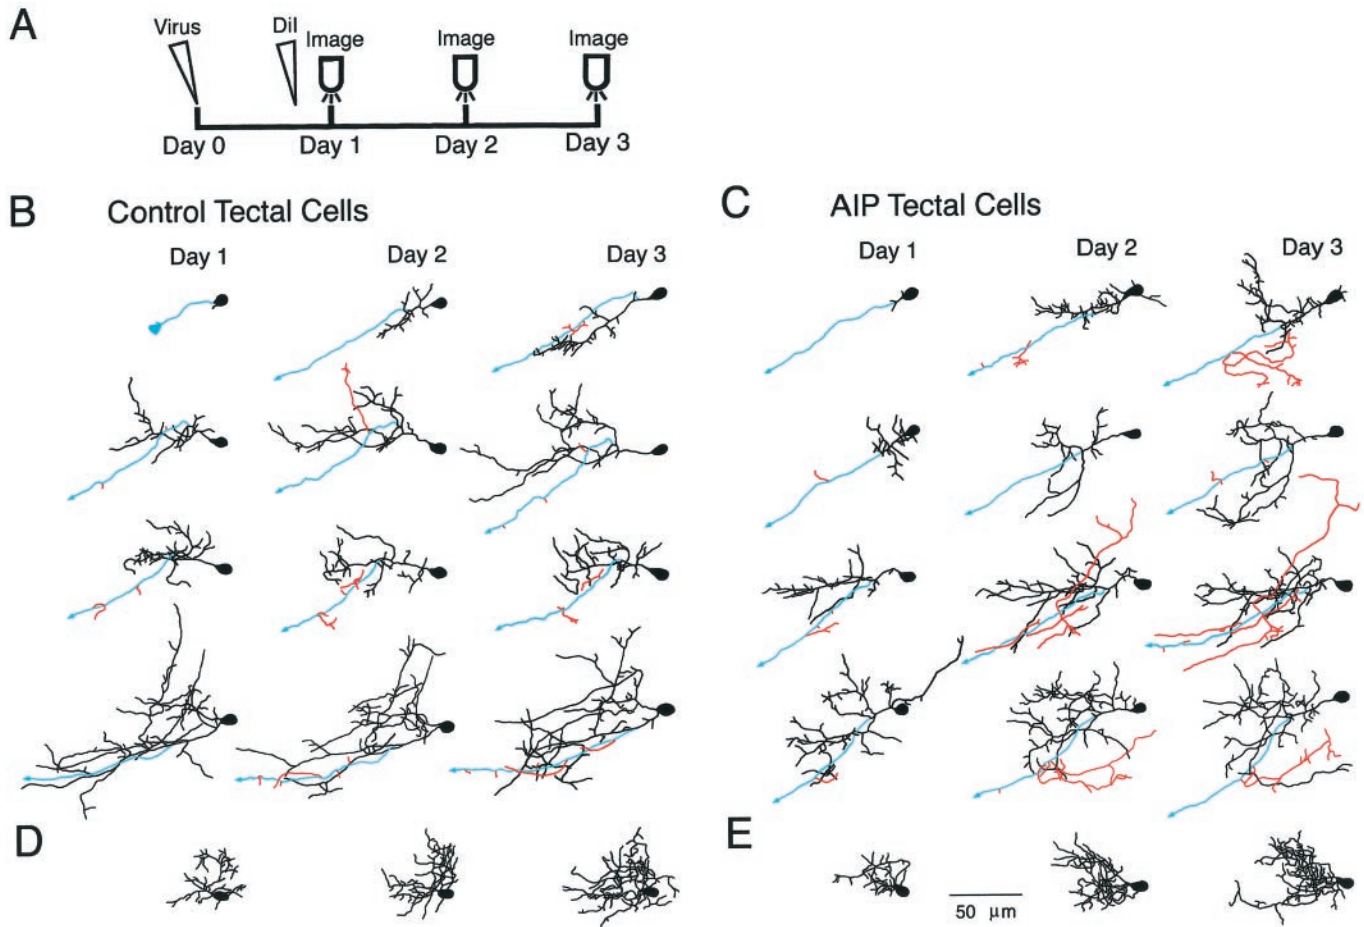 A
Virus
DiI
Image
Image
Image
Day 0
Day 1
Day 2
Day 3
B
Control Tectal Cells
Day 1
Day 2
Day 3
C
AIP Tectal Cells
Day 1
Day 2
Day 3
D
E
50 μm